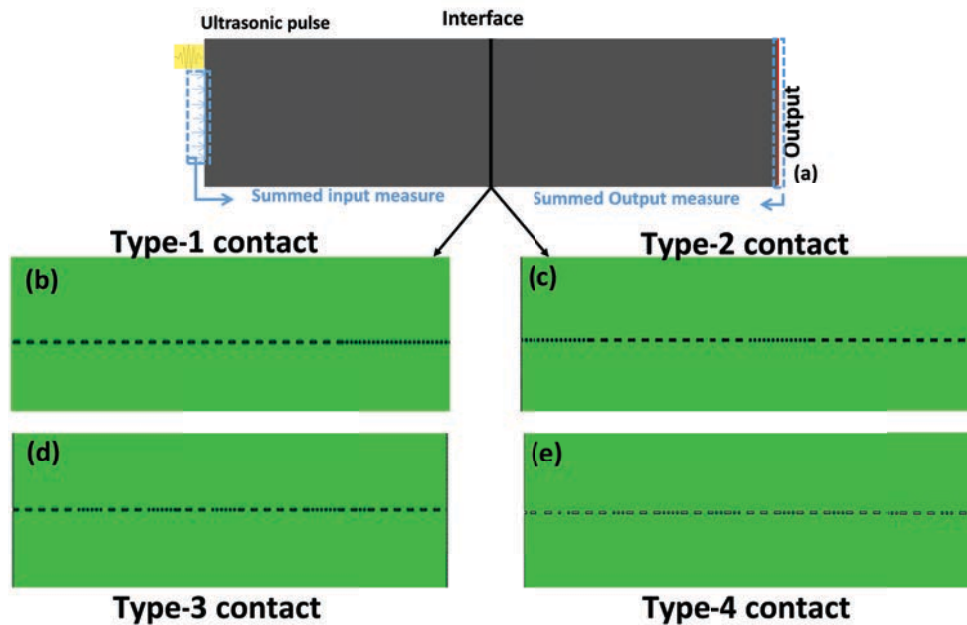 Interface
Ultrasonic pulse
Output
(a)
Summed input measure
Summed Output measure
Type-1 contact
Type-2 contact
(b)
(c)
(d)
(e)
Type-3 contact
Type-4 contact